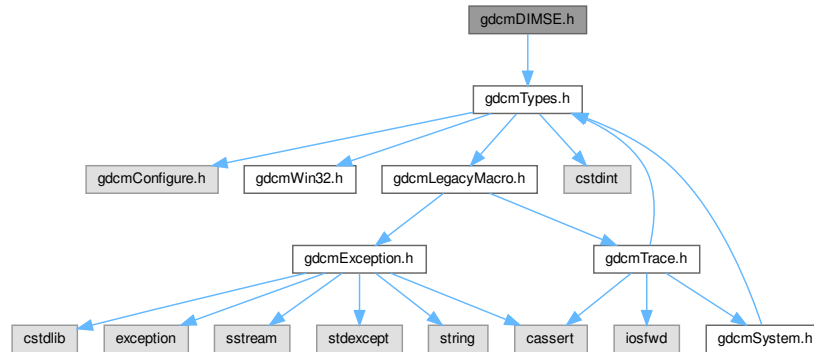 gdcmDIMSE.h
gdcmTypes.h
gdcmConfigure.h
gdcmWin32.h
gdcmLegacyMacro.h
cstdint
gdcmException.h
gdcmTrace.h
cstdlib
exception
sstream
stdexcept
string
cassert
iosfwd
gdcmSystem.h